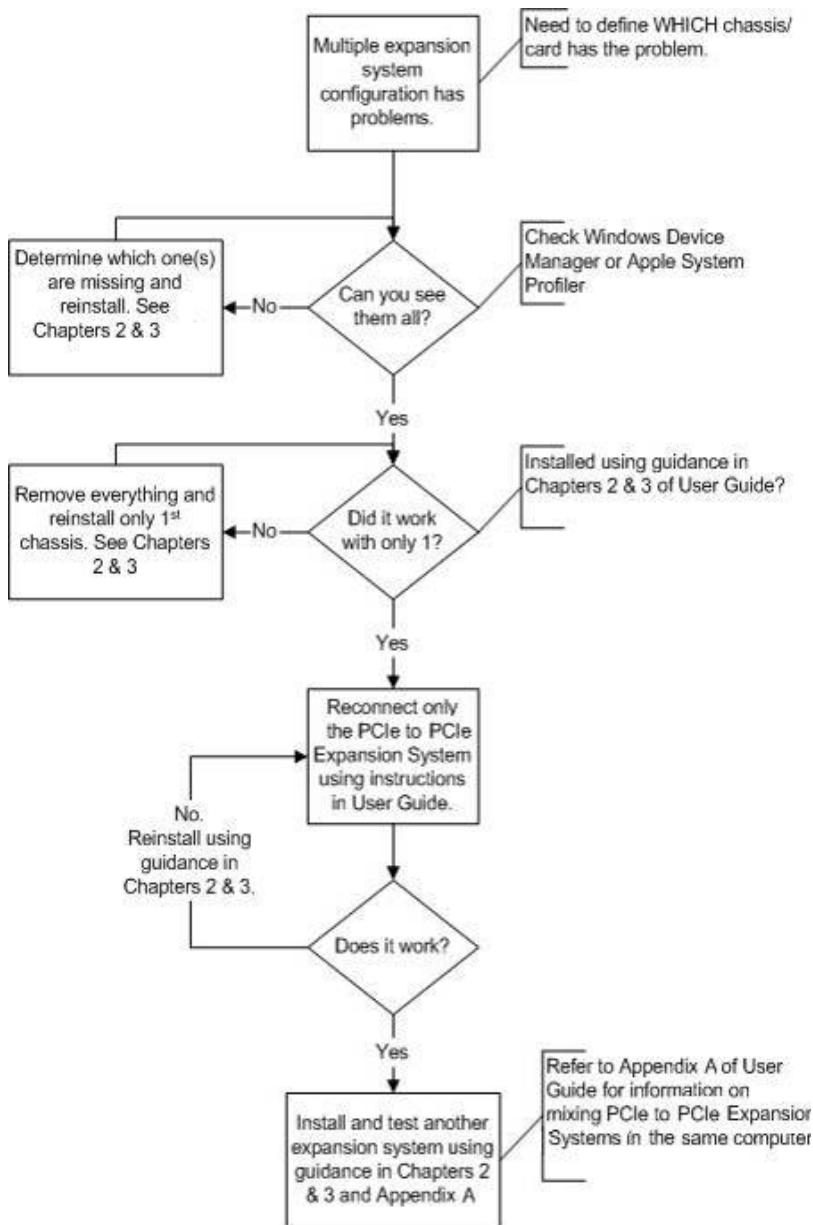 Multiple expansion
system
configuration has
problems.
Need to define WHICH chassis/
card has the problem.
Determine which one(s)
are missing and
reinstall. See
Chapters 2 & 3
No
Can you see
them all?
Check Windows Device
Manager or Apple System
Profiler
Yes
Remove everything and
reinstall only 1st
chassis. See Chapters
2 & 3
No
Did it work
with only 1?
Installed using guidance in
Chapters 2 & 3 of User Guide?
Yes
Reconnect only
the PCIe to PCIe
Expansion System
using instructions
in User Guide.
No.
Reinstall using
guidance in
Chapters 2 & 3.
Does it work?
Yes
Install and test another
expansion system using
guidance in Chapters 2
& 3 and Appendix A
Refer to Appendix A of User
Guide for information on
mixing PCIe to PCIe Expansion
Systems in the same computer